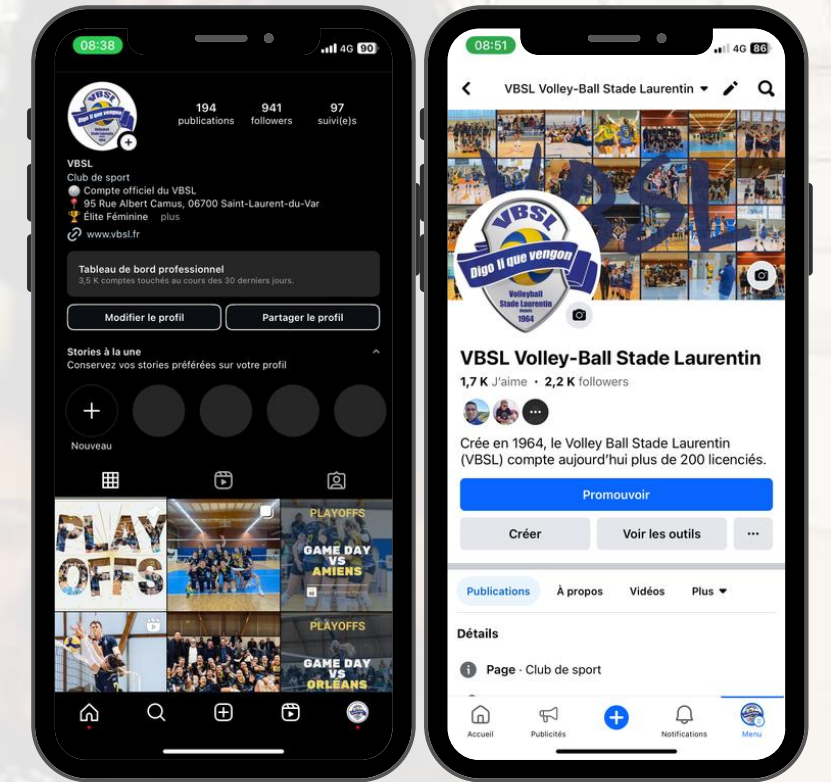 08:38
4G 90
VBSL
Digo li que vengon
194 941 97
publications followers suivi(e)s
VBSL
Club de sport
Compte officiel du VBSL
95 Rue Albert Camus, 06700 Saint-Laurent-du-Var
Élite Féminine plus
www.vbsl.fr
Tableau de bord professionnel
3,5 K comptes touchés au cours des 30 derniers jours.
Modifier le profil
Partager le profil
Stories à la une
Conservez vos stories préférées sur votre profil
Nouveau
PLAY
OFFS
PLAYOFFS
GAME DAY
VS
AMIENS
PLAYOFFS
GAME DAY
VS
ORLEANS
08:51
4G 86
VBSL Volley-Ball Stade Laurentin
VBSL
VBSL
Digo li que vengon
Volleyball
Stade Laurentin
depuis
1964
VBSL Volley-Ball Stade Laurentin
1,7 K J'aime • 2,2 K followers
Crée en 1964, le Volley Ball Stade Laurentin
(VBSL) compte aujourd'hui plus de 200 licenciés.
Promouvoir
Créer
Voir les outils
Publications À propos Vidéos Plus
Détails
Page · Club de sport
Accueil Publicités Notifications Menu